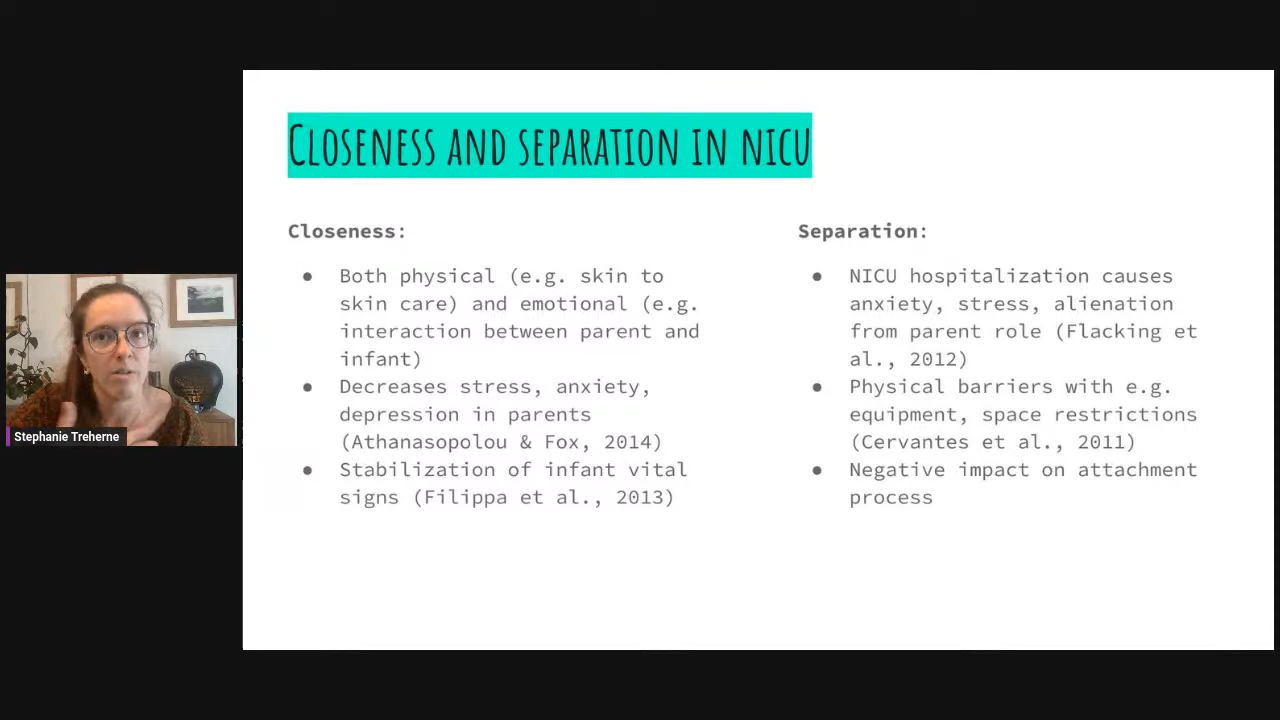 Closeness and separation in nicu
Closeness:
● Both physical (e.g. skin to
skin care) and emotional (e.g.
interaction between parent and
infant)
● Decreases stress, anxiety,
depression in parents
(Athanasopolou & Fox, 2014)
● Stabilization of infant vital
signs (Filippa et al., 2013)
Separation:
● NICU hospitalization causes
anxiety, stress, alienation
from parent role (Flacking et
al., 2012)
● Physical barriers with e.g.
equipment, space restrictions
(Cervantes et al., 2011)
● Negative impact on attachment
process
Stephanie Treherne